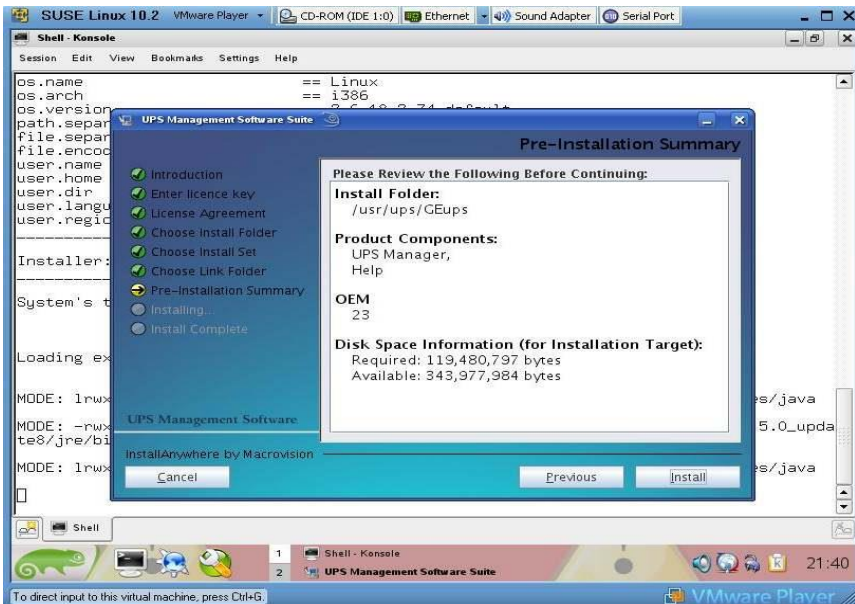 SUSE Linux 10.2 VMware Player CD-ROM (IDE 1:0) Ethernet Sound Adapter Serial Port
Shell - Konsole
Session Edit View Bookmarks Settings Help
os.name == Linux
os.arch == i386
os.version
path.separ
file.separ
file.encod
user.name
user.home
user.dir
user.langu
user.regio
Installer:
System's t
Loading ex
MODE: lrwx s/java
MODE: -rwx 5.0_upda
te8/jre/bi
MODE: lrwx s/java
UPS Management Software Suite
Pre-Installation Summary
Introduction
Enter licence key
License Agreement
Choose Install Folder
Choose Install Set
Choose Link Folder
Pre-Installation Summary
Installing...
Install Complete
UPS Management Software
Please Review the Following Before Continuing:
Install Folder:
/usr/ups/GEups
Product Components:
UPS Manager,
Help
OEM
23
Disk Space Information (for Installation Target):
Required: 119,480,797 bytes
Available: 343,977,984 bytes
InstallAnywhere by Macrovision
Cancel Previous Install
Shell
1 Shell - Konsole
2 UPS Management Software Suite
21:40
To direct input to this virtual machine, press Ctrl+G.
VMware Player